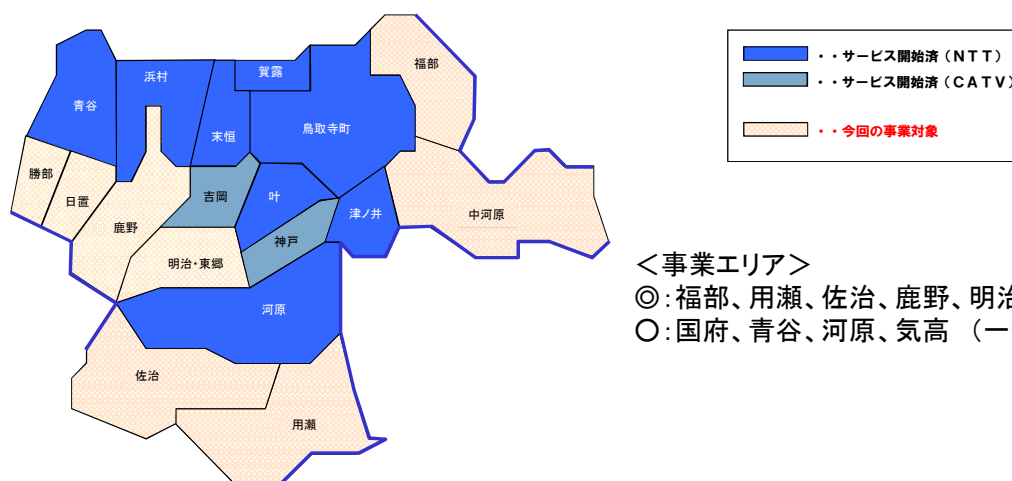 福部
浜村
賀露
青谷
鳥取寺町
末恒
勝部
日置
吉岡
叶
津ノ井
中河原
鹿野
神戸
明治・東郷
河原
佐治
用瀬
・・サービス開始済（ＮＴＴ）
・・サービス開始済（ＣＡＴＶ）
・・今回の事業対象
＜事業エリア＞
◎：福部、用瀬、佐治、鹿野、明治
○：国府、青谷、河原、気高　（一